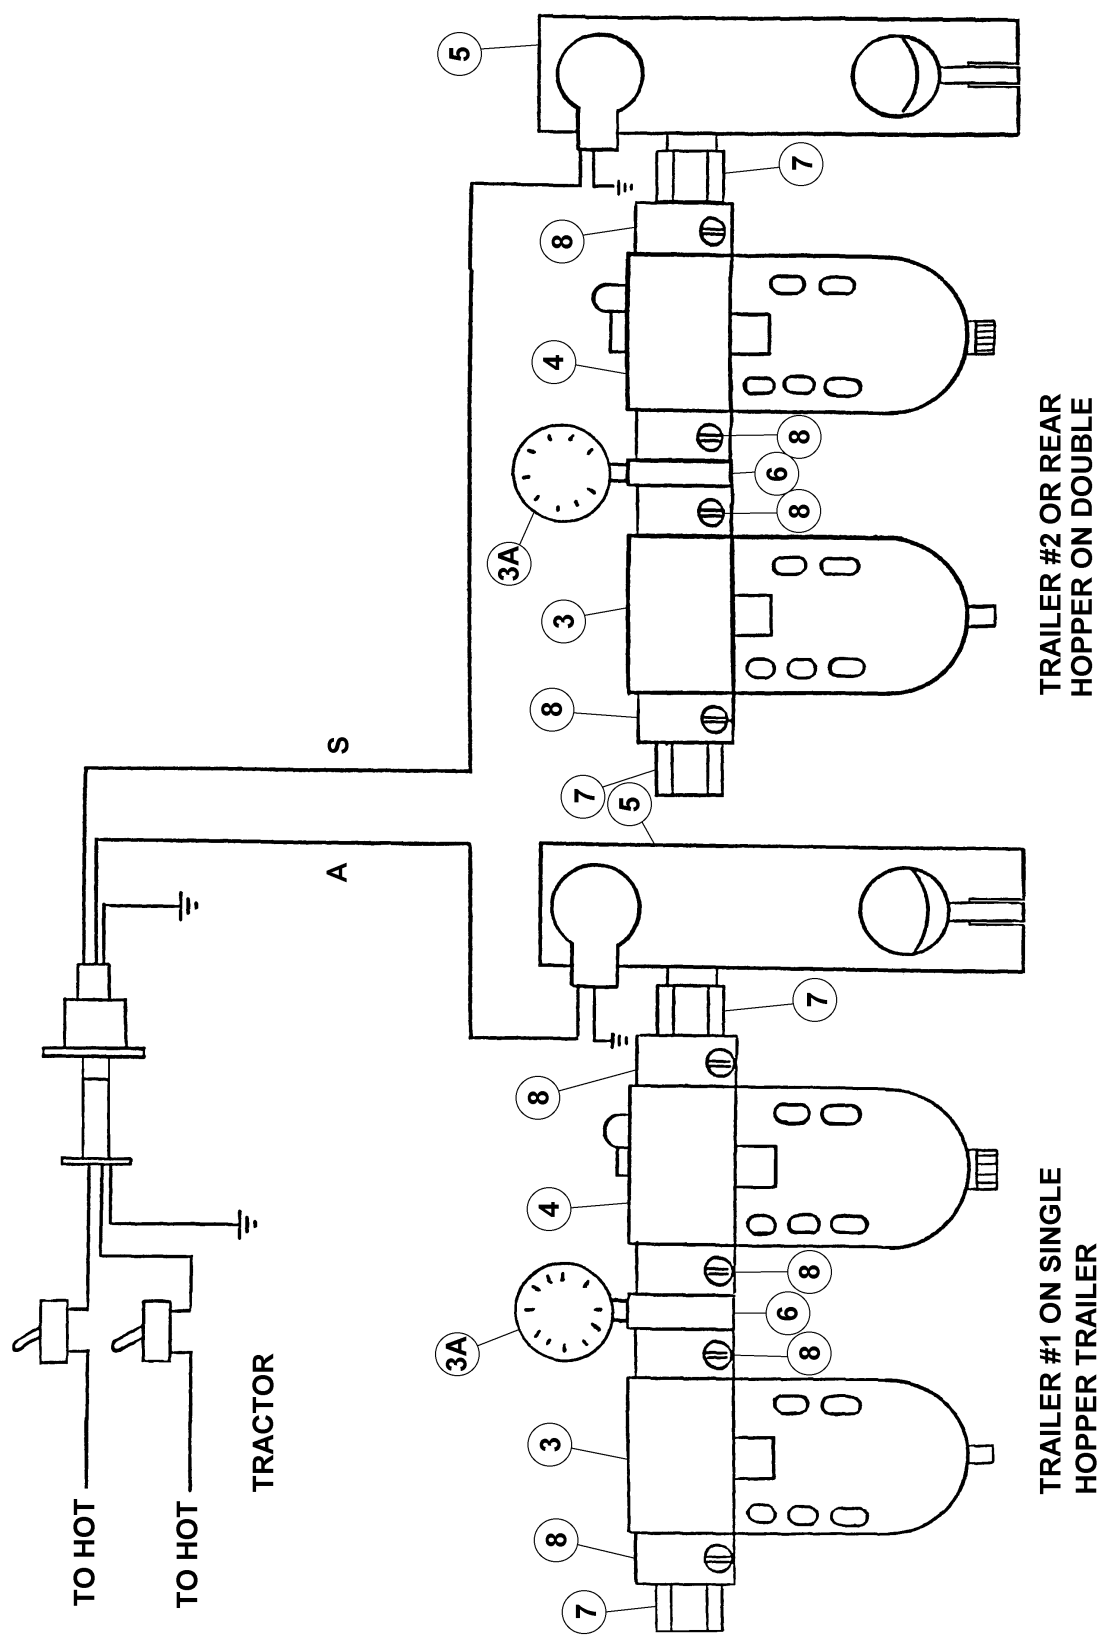 TO HOT
TO HOT
TRACTOR
A
S
7
8
3
3A
4
8
5
8
6
8
7
TRAILER #1 ON SINGLE
HOPPER TRAILER
7
8
3
3A
4
8
5
8
6
8
7
TRAILER #2 OR REAR
HOPPER ON DOUBLE